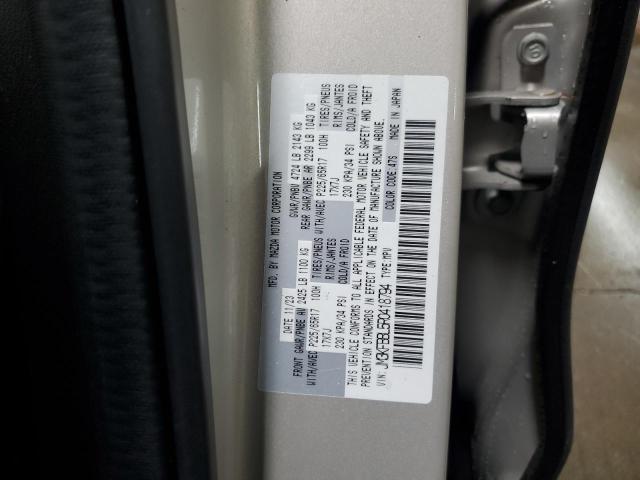 MFD. BY MAZDA MOTOR CORPORATION
DATE 11/23 GVWR/PNBV 4724 LB 2143 KG
FRONT GAWR/PNBE AV 2425 LB 1100 KG REAR GAWR/PNBE AR 2299 LB 1043 KG
WITH/AVEC P225/65R17 100H TIRES/PNEUS WITH/AVEC P225/65R17 100H TIRES/PNEUS
17X7J RIMS/JANTES 17X7J RIMS/JANTES
230 KPA/34 PSI COLD/A FROID 230 KPA/34 PSI COLD/A FROID
THIS VEHICLE CONFORMS TO ALL APPLICABLE FEDERAL MOTOR VEHICLE SAFETY AND THEFT
PREVENTION STANDARDS IN EFFECT ON THE DATE OF MANUFACTURE SHOWN ABOVE.
VIN: JM3KFBBL5R0418794 TYPE MPV COLOR CODE:47S MADE IN JAPAN